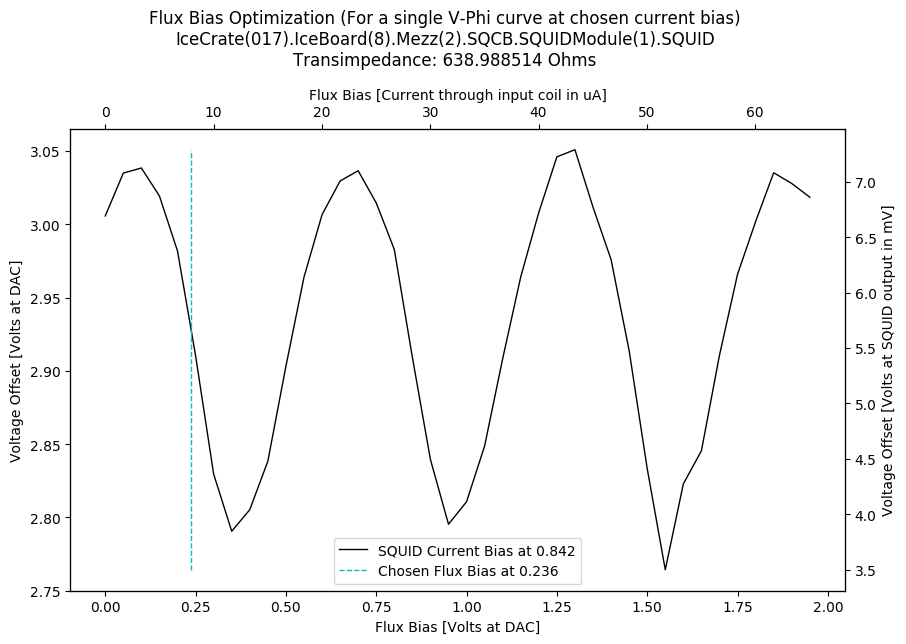 Flux Bias Optimization (For a single V-Phi curve at chosen current bias)
IceCrate(017).IceBoard(8).Mezz(2).SQCB.SQUIDModule(1).SQUID
Transimpedance: 638.988514 Ohms
Flux Bias [Current through input coil in uA]
0 10 20 30 40 50 60
Voltage Offset [Volts at DAC]
3.05
3.00
2.95
2.90
2.85
2.80
2.75
7.0
6.5
6.0
5.5
5.0
4.5
4.0
3.5
Voltage Offset [Volts at SQUID output in mV]
SQUID Current Bias at 0.842
Chosen Flux Bias at 0.236
0.00 0.25 0.50 0.75 1.00 1.25 1.50 1.75 2.00
Flux Bias [Volts at DAC]